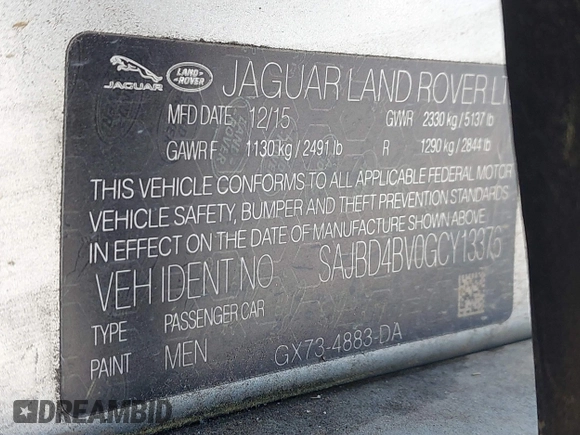 JAGUAR LAND ROVER JAGUAR LAND ROVER LT
MFD DATE 12/15 GVWR 2330 kg / 5137 lb
GAWR F 1130 kg / 2491 lb R 1290 kg / 2844 lb
THIS VEHICLE CONFORMS TO ALL APPLICABLE FEDERAL MOTOR
VEHICLE SAFETY, BUMPER AND THEFT PREVENTION STANDARDS
IN EFFECT ON THE DATE OF MANUFACTURE SHOWN ABOVE
VEH IDENT NO SAJBD4BV0GCY13376
TYPE PASSENGER CAR
PAINT MEN GX73-4883-DA
DREAMBID